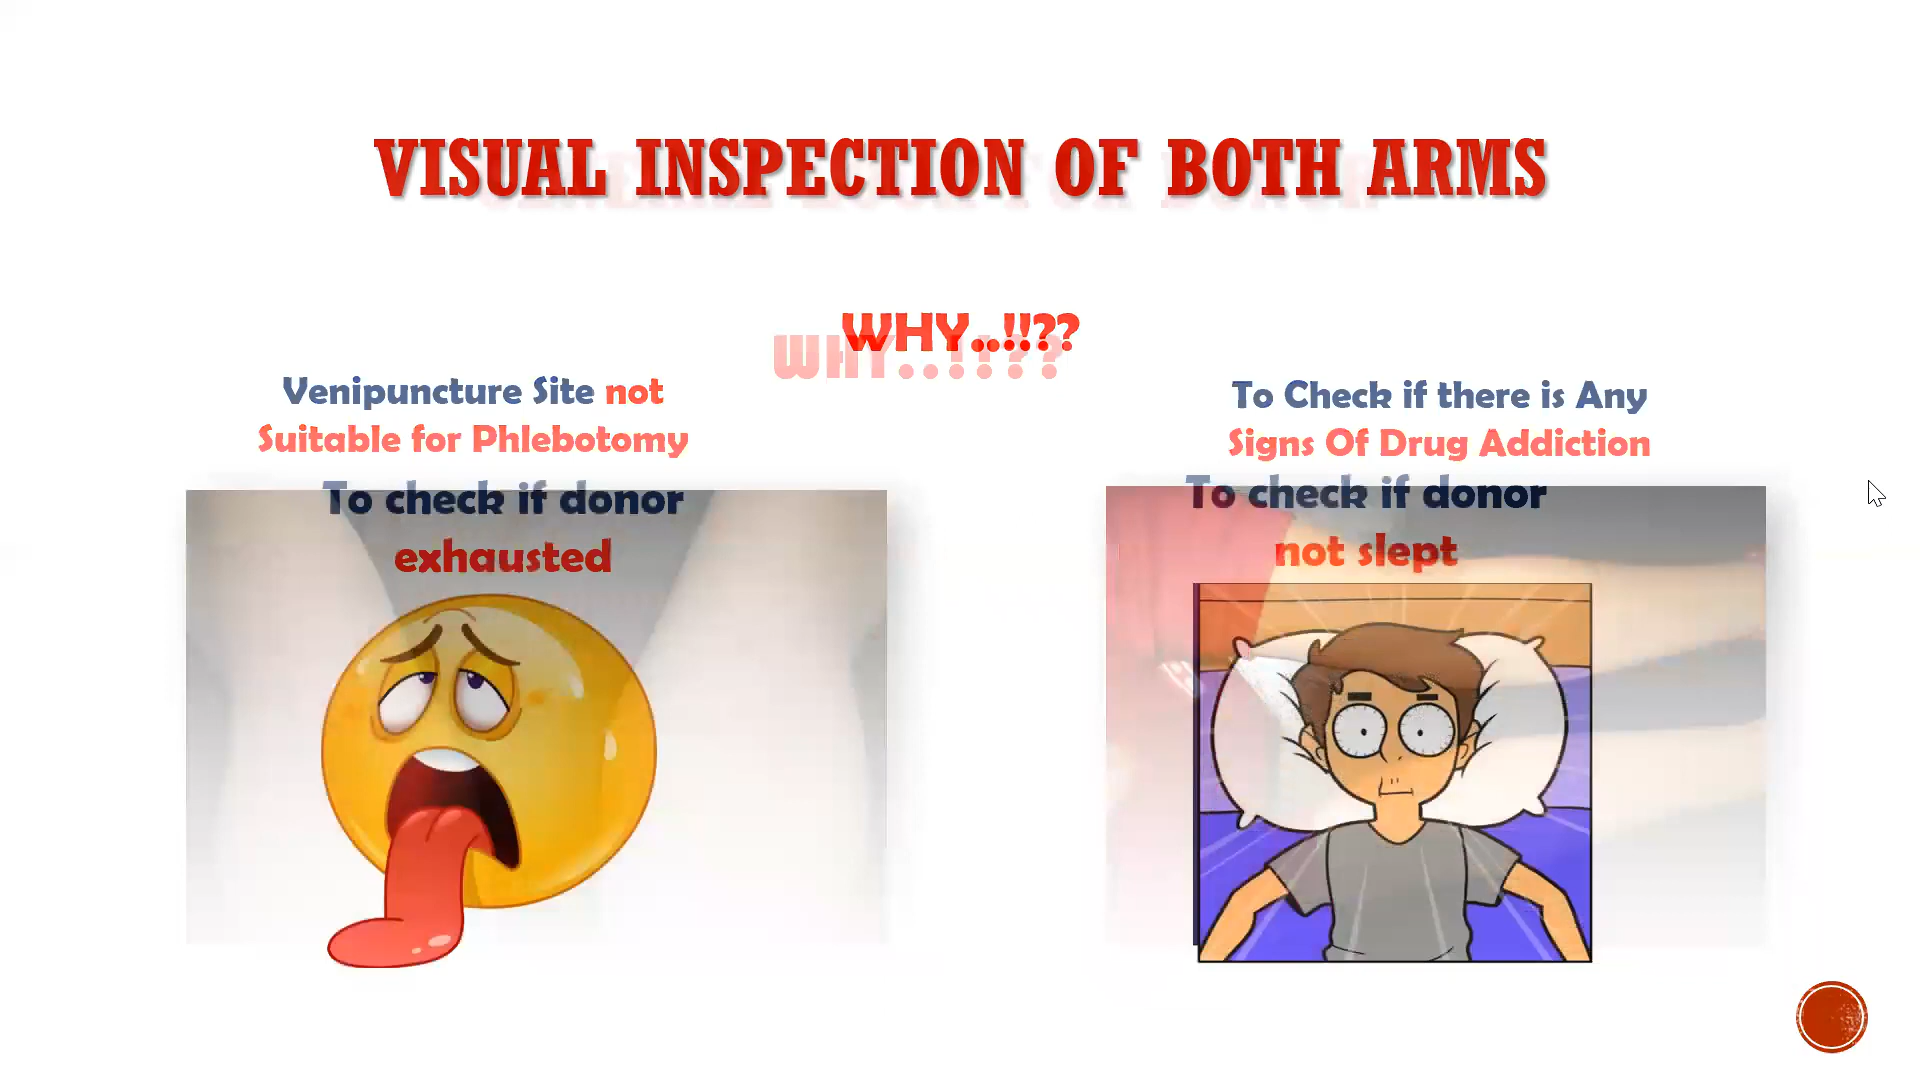 VISUAL INSPECTION OF BOTH ARMS
WHY..!!??
WHY..!!??
Venipuncture Site not
Suitable for Phlebotomy
To check if donor
exhausted
To Check if there is Any
Signs Of Drug Addiction
To check if donor
not slept